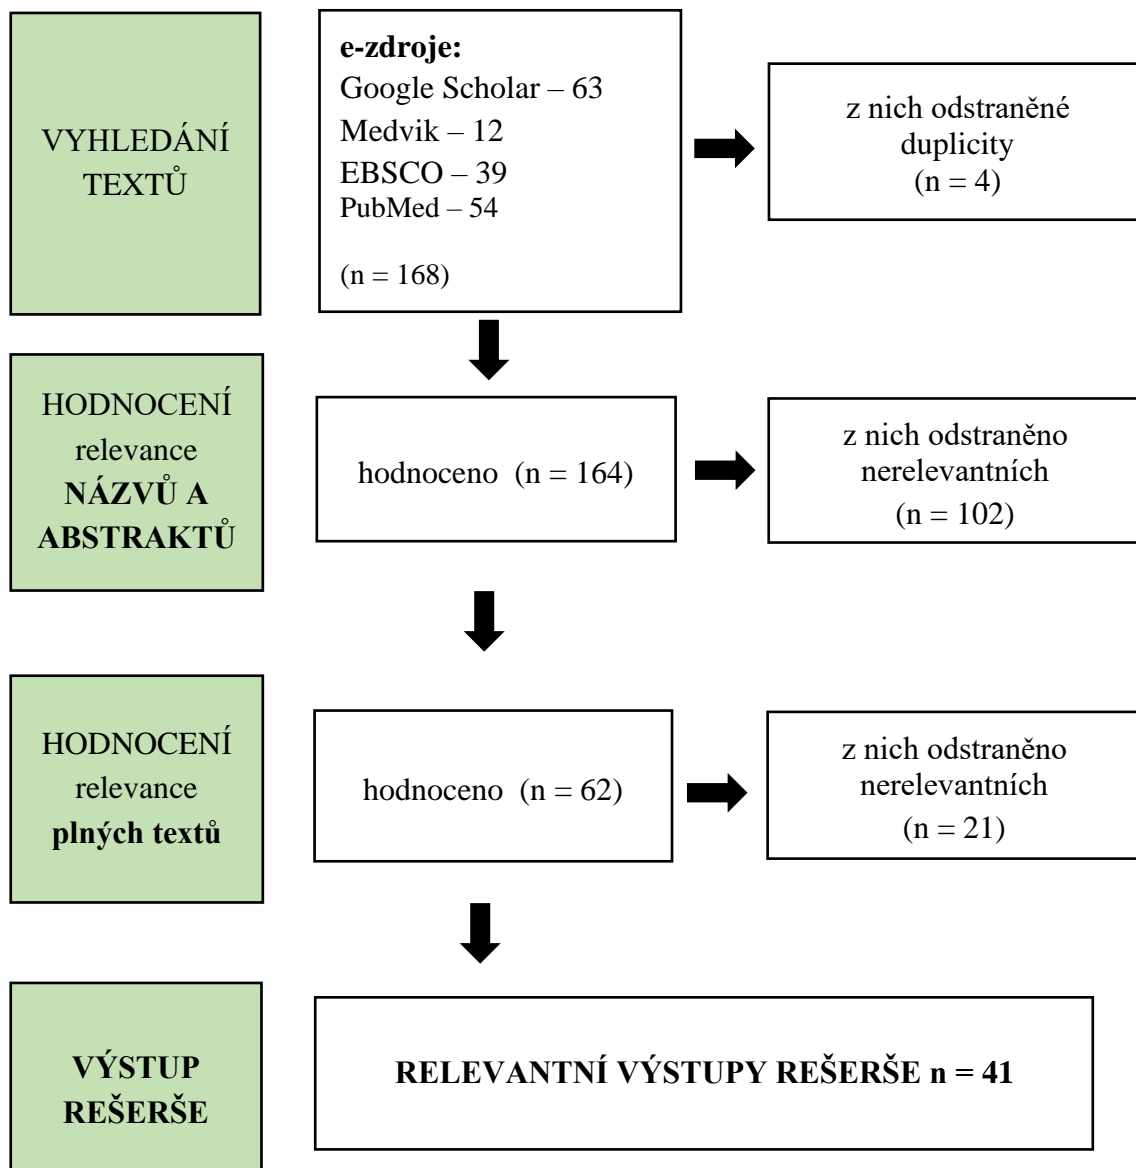 VYHLEDÁNÍ
TEXTŮ
e-zdroje:
Google Scholar – 63
Medvik – 12
EBSCO – 39
PubMed – 54
(n = 168)
z nich odstraněné
duplicity
(n = 4)
HODNOCENÍ
relevance
NÁZVŮ A
ABSTRAKTŮ
hodnoceno (n = 164)
z nich odstraněno
nerelevantních
(n = 102)
HODNOCENÍ
relevance
plných textů
hodnoceno (n = 62)
z nich odstraněno
nerelevantních
(n = 21)
VÝSTUP
REŠERŠE
RELEVANTNÍ VÝSTUPY REŠERŠE n = 41